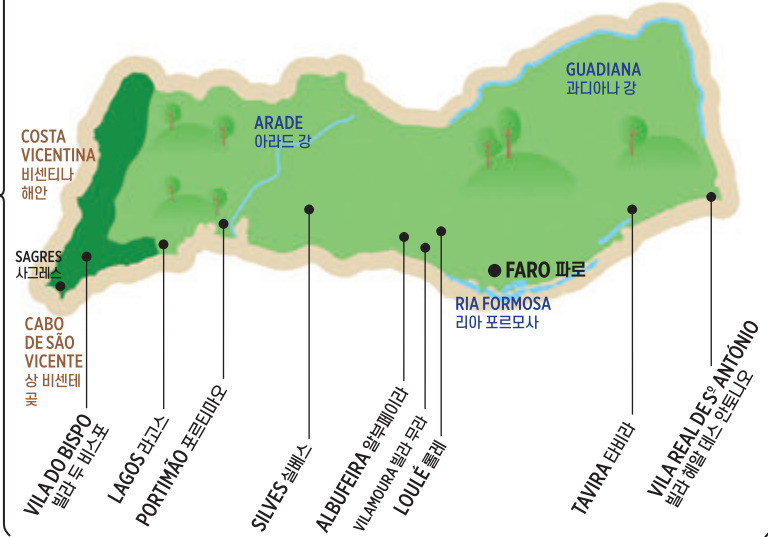 GUADIANA
과디아나 강
ARADE
아라드 강
COSTA
VICENTINA
비센티나
해안
SAGRES
사그레스
FARO 파로
RIA FORMOSA
리아 포르모사
CABO
DE SÃO
VICENTE
상 비센테
곶
VILA DO BISPO
빌라 두 비스포
LAGOS 라고스
PORTIMÃO 포르티마오
SILVES 실베스
ALBUFEIRA 알부페이라
VILAMOURA 빌라 무라
LOULÉ 롤레
TAVIRA 타비라
VILA REAL DE Sº ANTÓNIO
빌라 헤알 데 스 안토니오